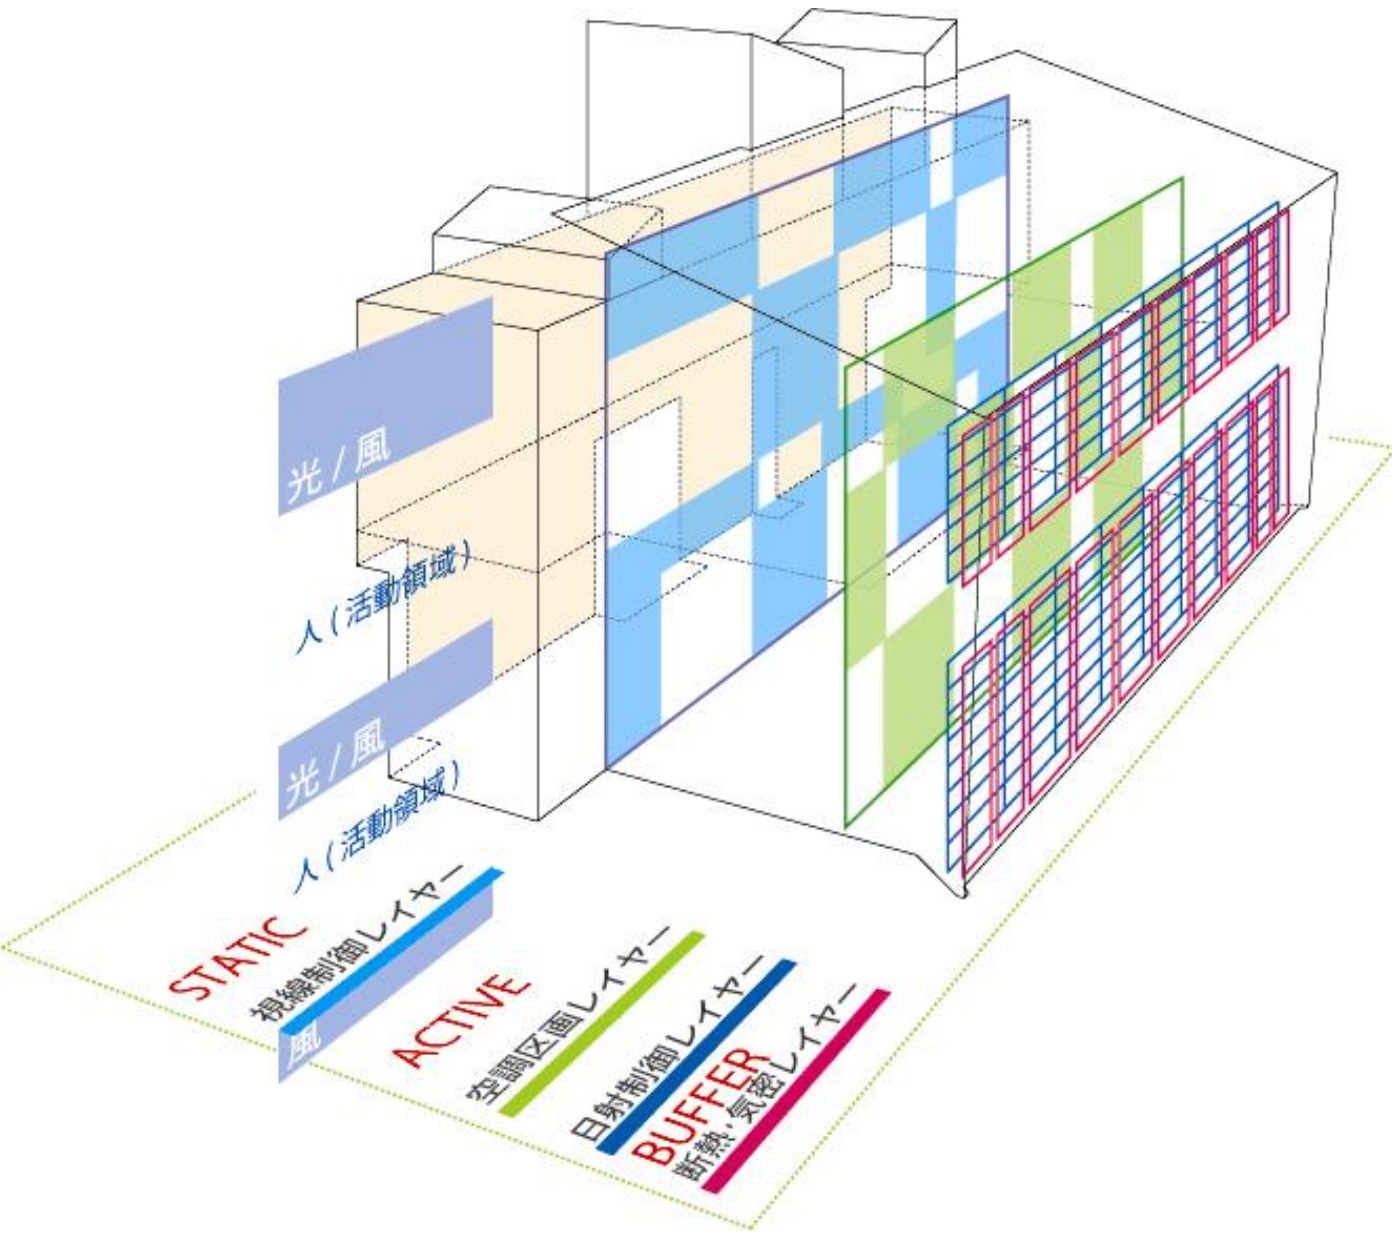 光 / 風
人 ( 活動領域 )
光 / 風
人 ( 活動領域 )
STATIC
視線制御レイヤー
風
ACTIVE
空調区画レイヤー
日射制御レイヤー
BUFFER
断熱・気密レイヤー